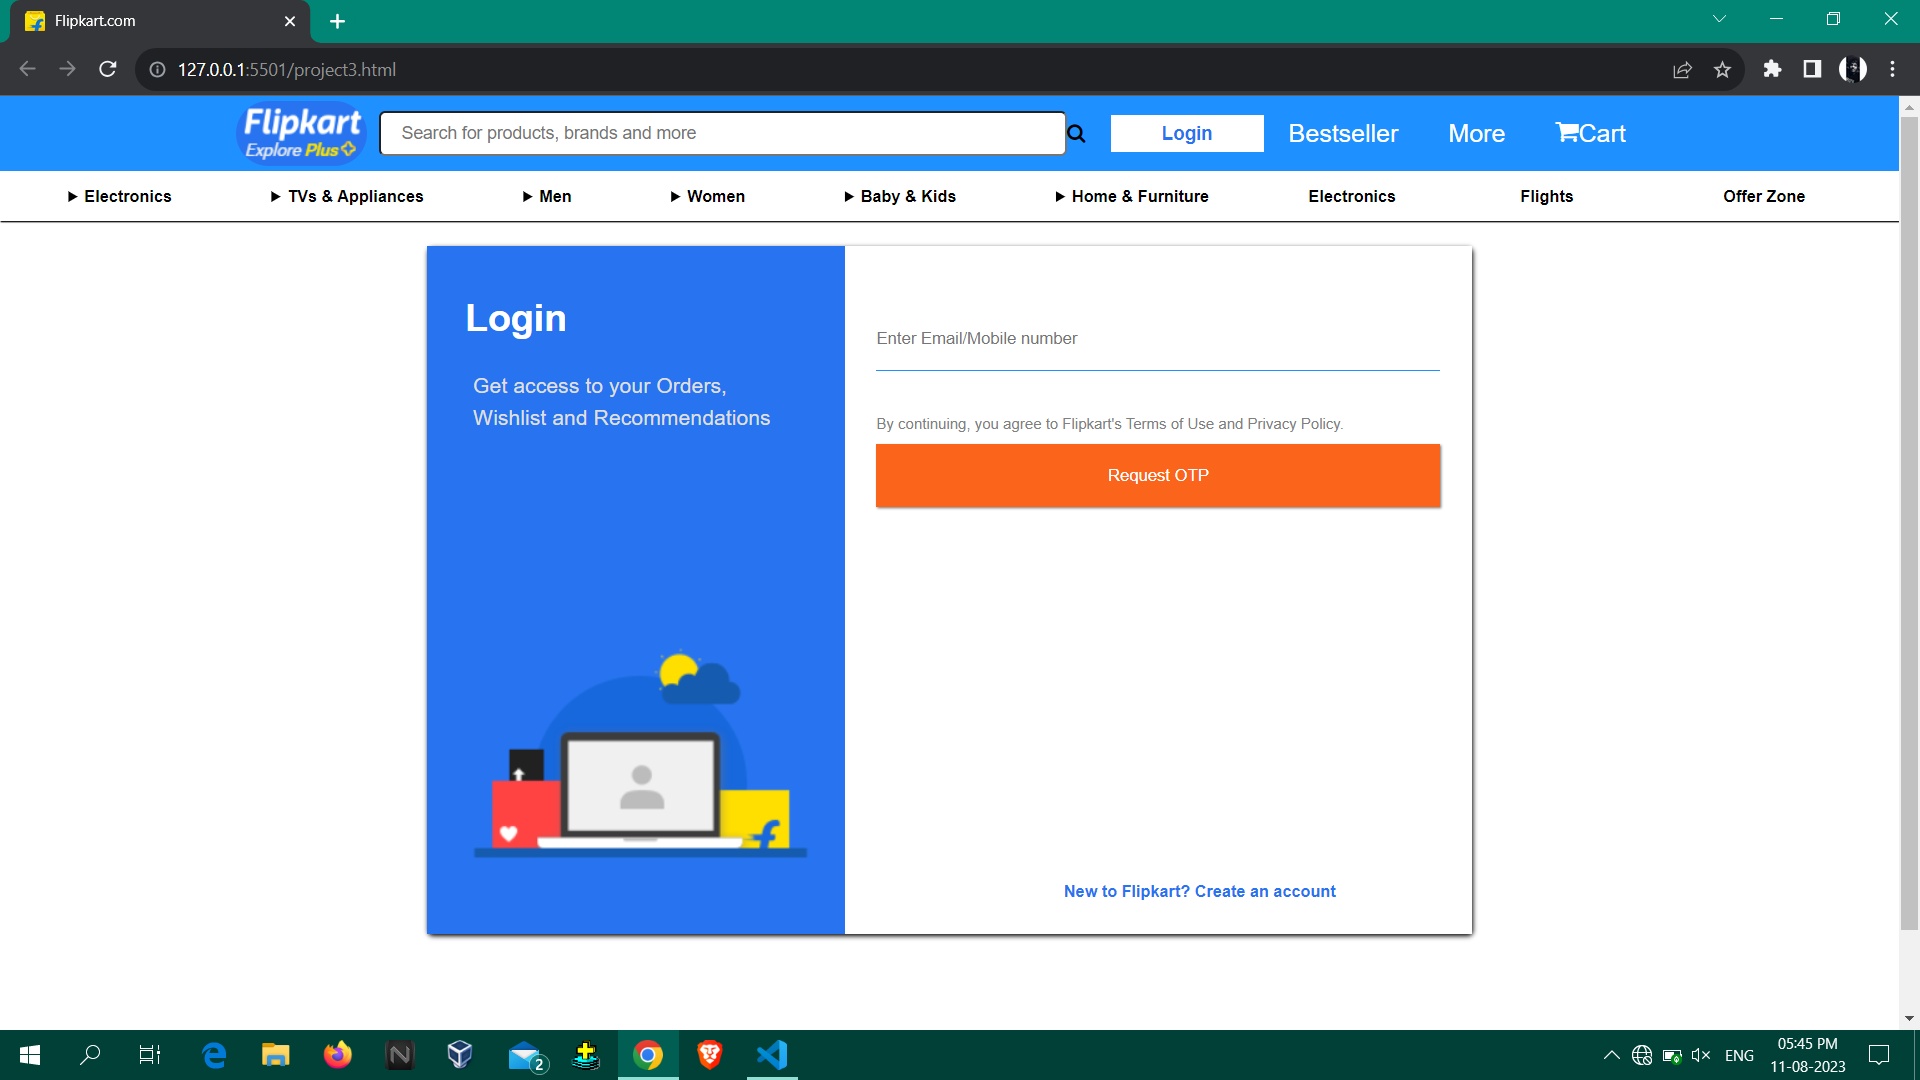 Flipkart.com
127.0.0.1:5501/project3.html
Flipkart
Explore Plus
Search for products, brands and more
Login
Bestseller
More
Cart
Electronics
TVs & Appliances
Men
Women
Baby & Kids
Home & Furniture
Electronics
Flights
Offer Zone
Login
Get access to your Orders,
Wishlist and Recommendations
Enter Email/Mobile number
By continuing, you agree to Flipkart's Terms of Use and Privacy Policy.
Request OTP
New to Flipkart? Create an account
2
ENG
05:45 PM
11-08-2023